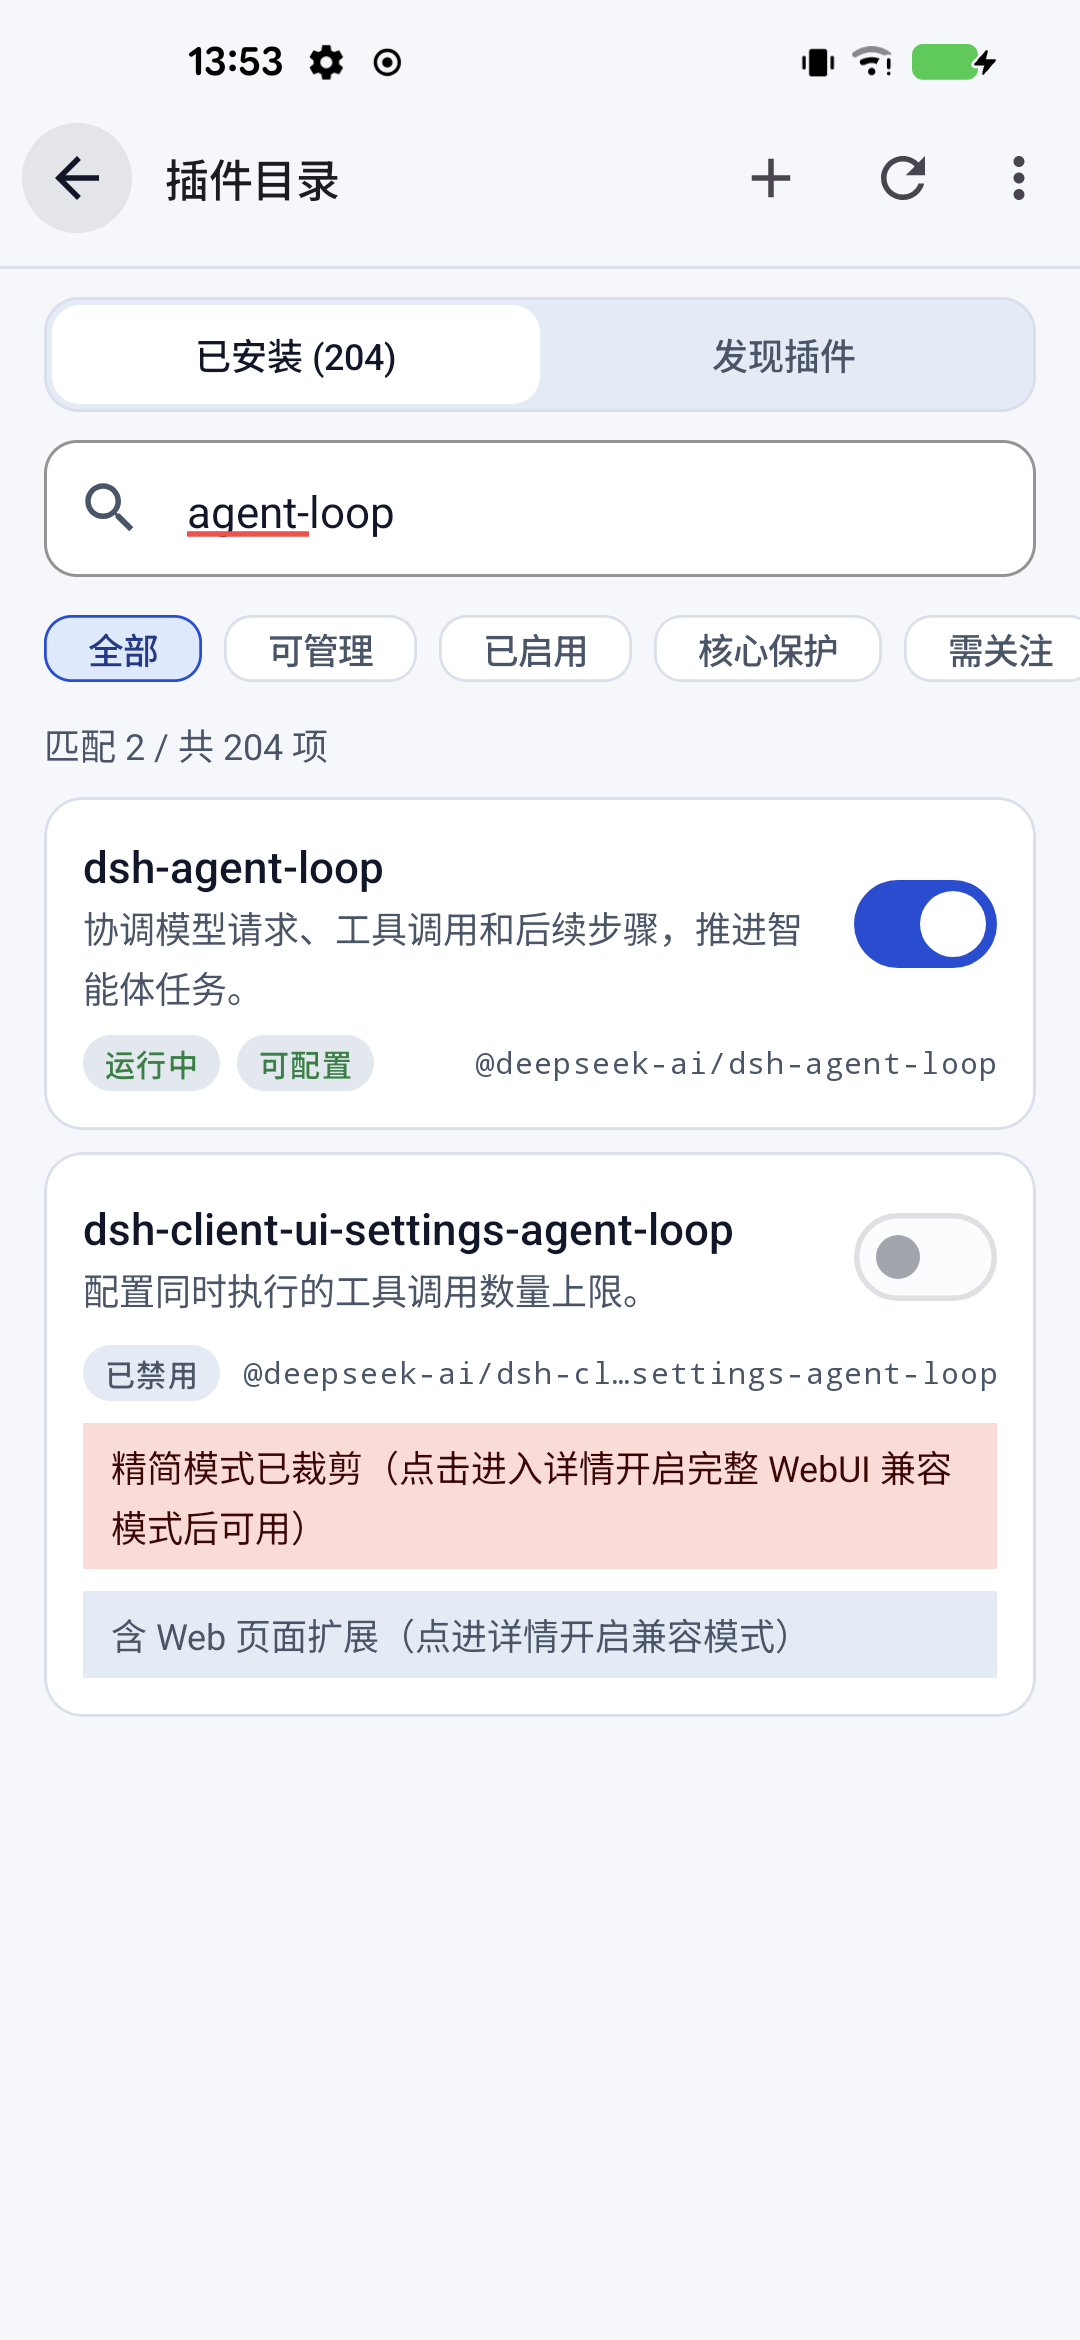 13:53
插件目录
已安装 (204)
发现插件
agent-loop
全部
可管理
已启用
核心保护
需关注
匹配 2 / 共 204 项
dsh-agent-loop
协调模型请求、工具调用和后续步骤，推进智
能体任务。
运行中
可配置
@deepseek-ai/dsh-agent-loop
dsh-client-ui-settings-agent-loop
配置同时执行的工具调用数量上限。
已禁用
@deepseek-ai/dsh-cl…settings-agent-loop
精简模式已裁剪（点击进入详情开启完整 WebUI 兼容
模式后可用）
含 Web 页面扩展（点进详情开启兼容模式）